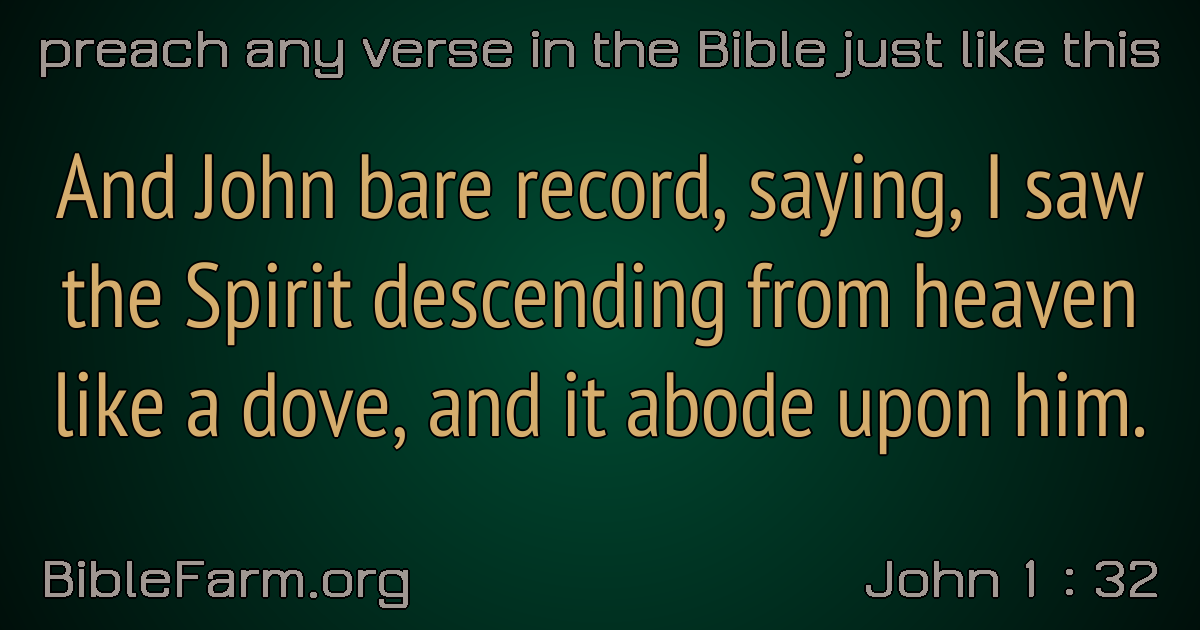 preach any verse in the Bible just like this
And John bare record, saying, I saw
the Spirit descending from heaven
like a dove, and it abode upon him.
BibleFarm.org
John 1 : 32